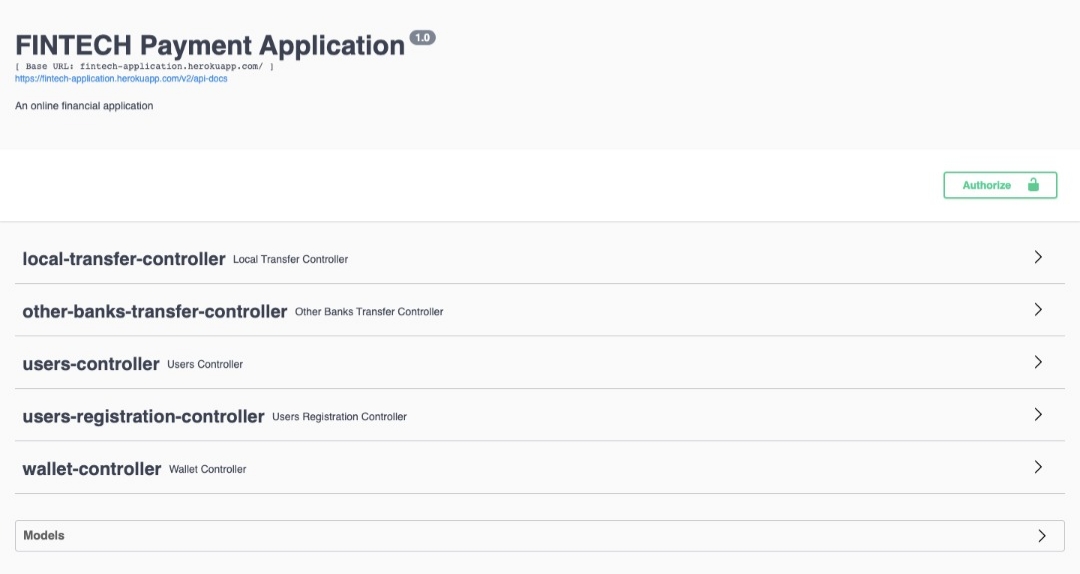 FINTECH Payment Application 1.0
[ Base URL: fintech-application.herokuapp.com/ ]
https://fintech-application.herokuapp.com/v2/api-docs
An online financial application
Authorize
local-transfer-controller Local Transfer Controller
other-banks-transfer-controller Other Banks Transfer Controller
users-controller Users Controller
users-registration-controller Users Registration Controller
wallet-controller Wallet Controller
Models